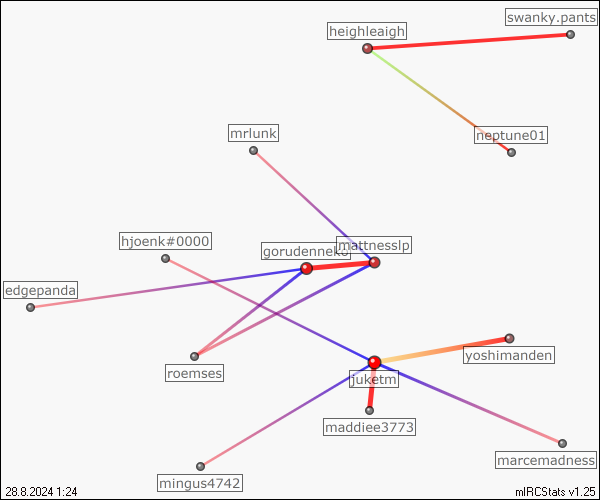 swanky.pants
heighleaigh
neptune01
mrlunk
hjoenk#0000
mattnesslp
edgepanda
yoshimanden
roemses
juketm
maddiee3773
marcemadness
mingus4742
28.8.2024 1:24
mIRCStats v1.25